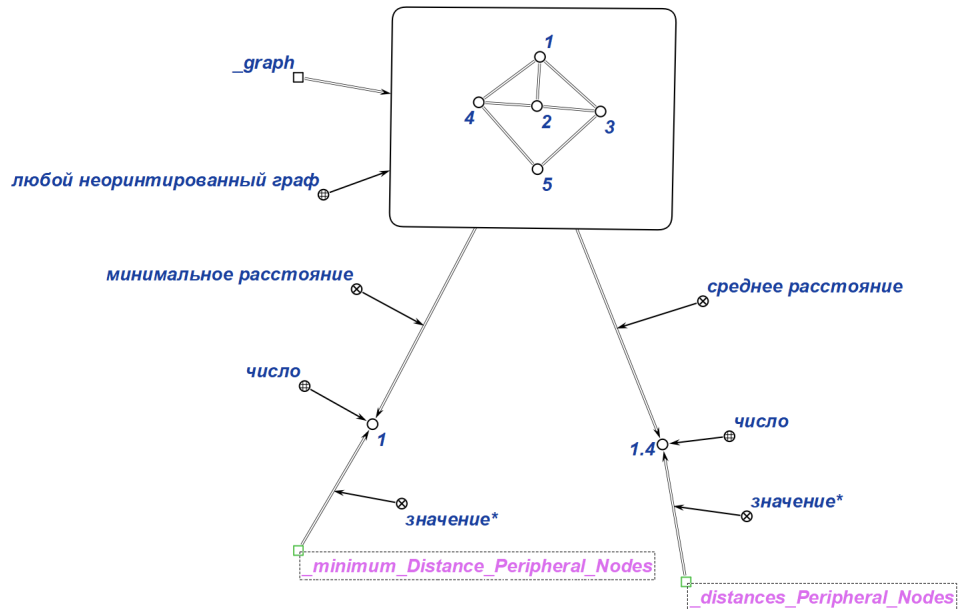 1
_graph
4
2
3
любой неоринтированный граф
5
минимальное расстояние
среднее расстояние
число
число
1
1.4
значение*
значение*
_minimum_Distance_Peripheral_Nodes
_distances_Peripheral_Nodes